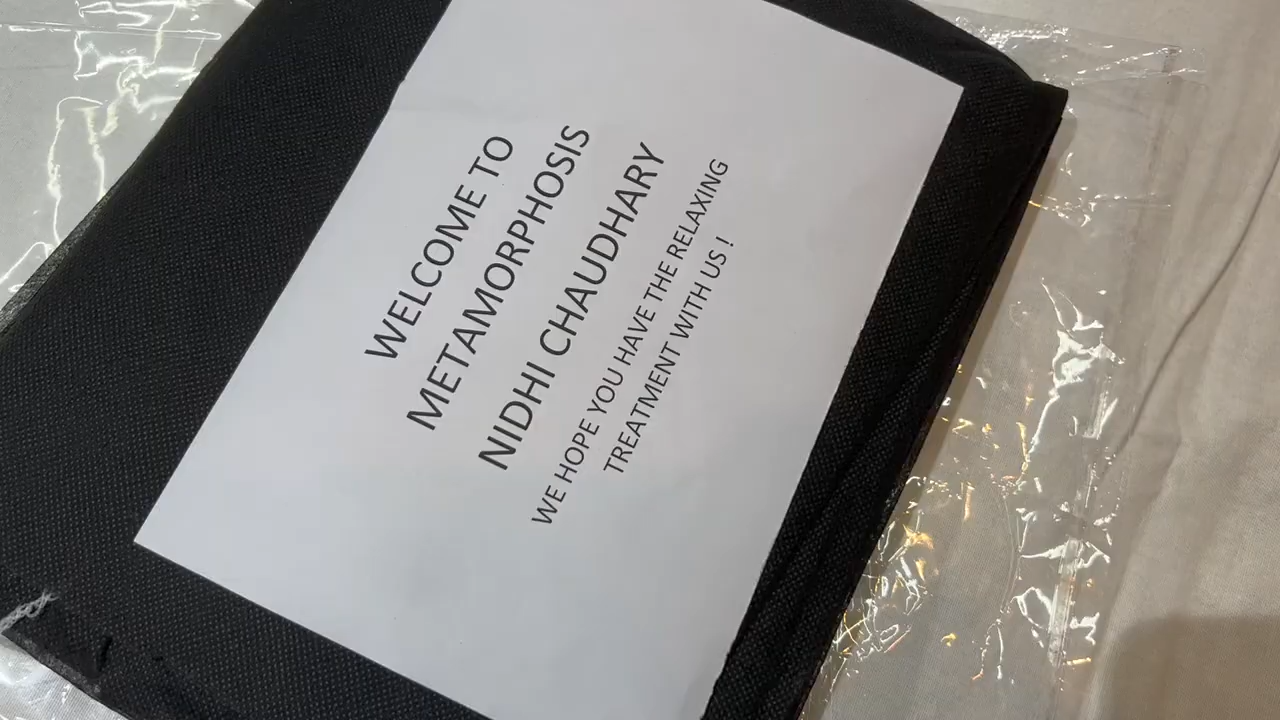 WELCOME TO
METAMORPHOSIS
NIDHI CHAUDHARY
WE HOPE YOU HAVE THE RELAXING
TREATMENT WITH US !